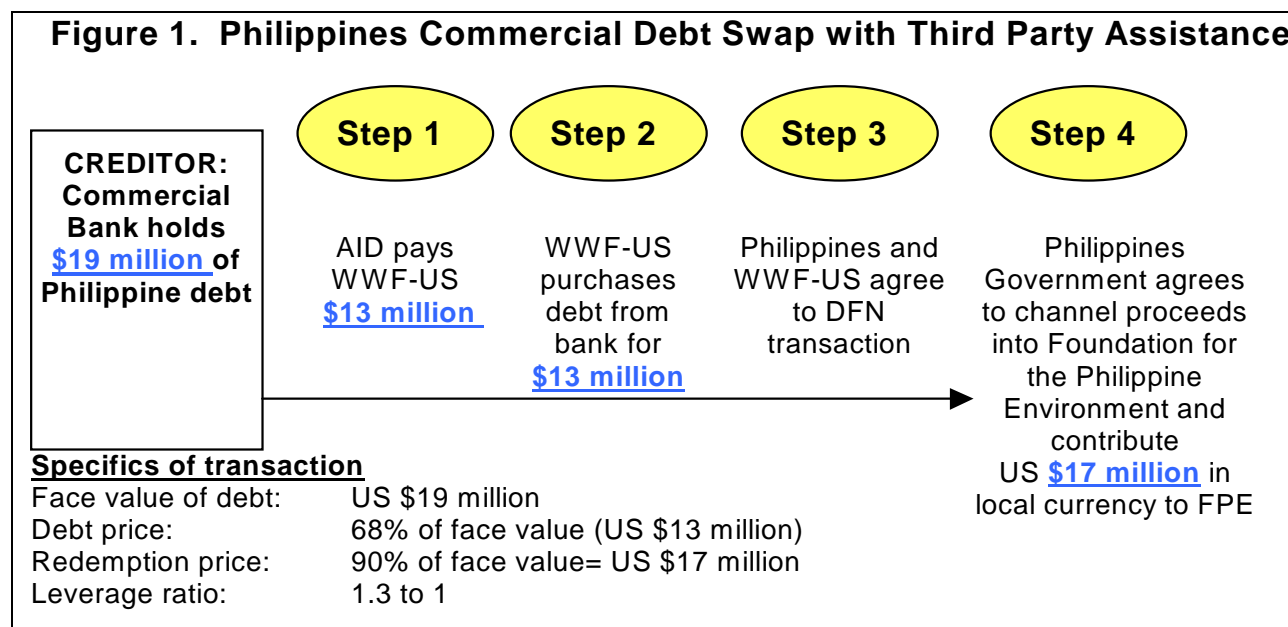 Figure 1. Philippines Commercial Debt Swap with Third Party Assistance
CREDITOR:
Commercial
Bank holds
$19 million of
Philippine debt
Step 1
AID pays
WWF-US
$13 million
Step 2
WWF-US
purchases
debt from
bank for
$13 million
Step 3
Philippines and
WWF-US agree
to DFN
transaction
Step 4
Philippines
Government agrees
to channel proceeds
into Foundation for
the Philippine
Environment and
contribute
US $17 million in
local currency to FPE
Specifics of transaction
Face value of debt: US $19 million
Debt price: 68% of face value (US $13 million)
Redemption price: 90% of face value= US $17 million
Leverage ratio: 1.3 to 1